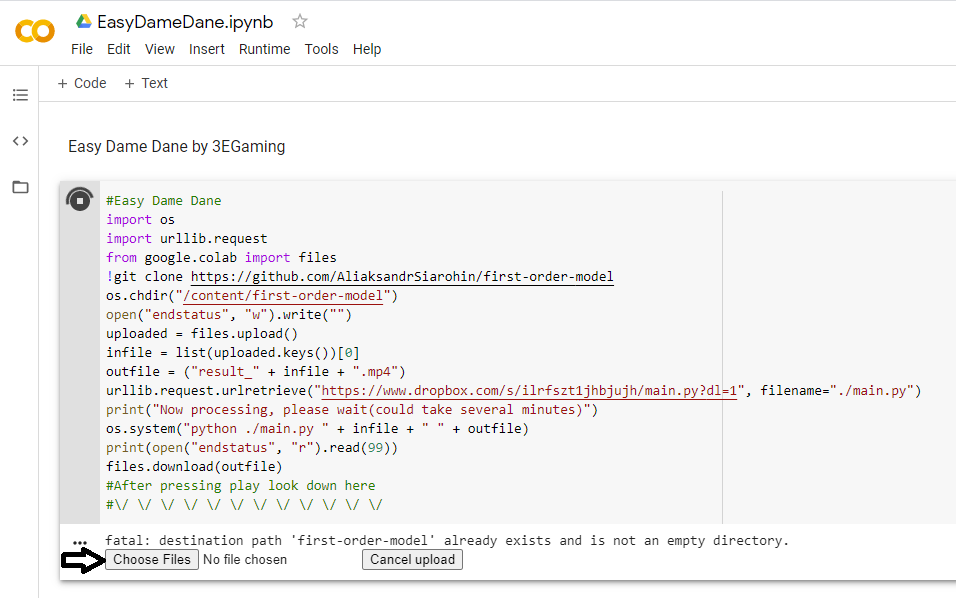 EasyDameDane.ipynb
File Edit View Insert Runtime Tools Help
+ Code + Text
Easy Dame Dane by 3EGaming
#Easy Dame Dane
import os
import urllib.request
from google.colab import files
!git clone https://github.com/AliaksandrSiarohin/first-order-model
os.chdir("/content/first-order-model")
open("endstatus", "w").write("")
uploaded = files.upload()
infile = list(uploaded.keys())[0]
outfile = ("result_" + infile + ".mp4")
urllib.request.urlretrieve("https://www.dropbox.com/s/ilrfszt1jhbjujh/main.py?dl=1", filename="./main.py")
print("Now processing, please wait(could take several minutes)")
os.system("python ./main.py " + infile + " " + outfile)
print(open("endstatus", "r").read(99))
files.download(outfile)
#After pressing play look down here
#\/ \/ \/ \/ \/ \/ \/ \/ \/ \/ \/ \/
fatal: destination path 'first-order-model' already exists and is not an empty directory.
Choose Files No file chosen Cancel upload